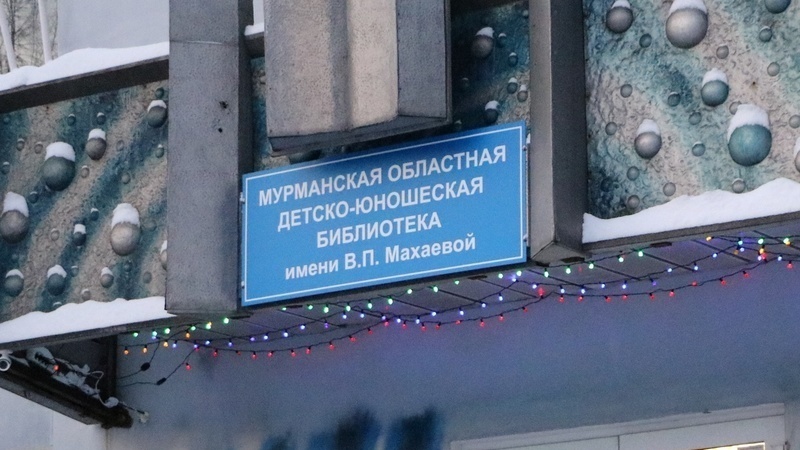 МУРМАНСКАЯ ОБЛАСТНАЯ
ДЕТСКО-ЮНОШЕСКАЯ
БИБЛИОТЕКА
имени В.П. Махаевой